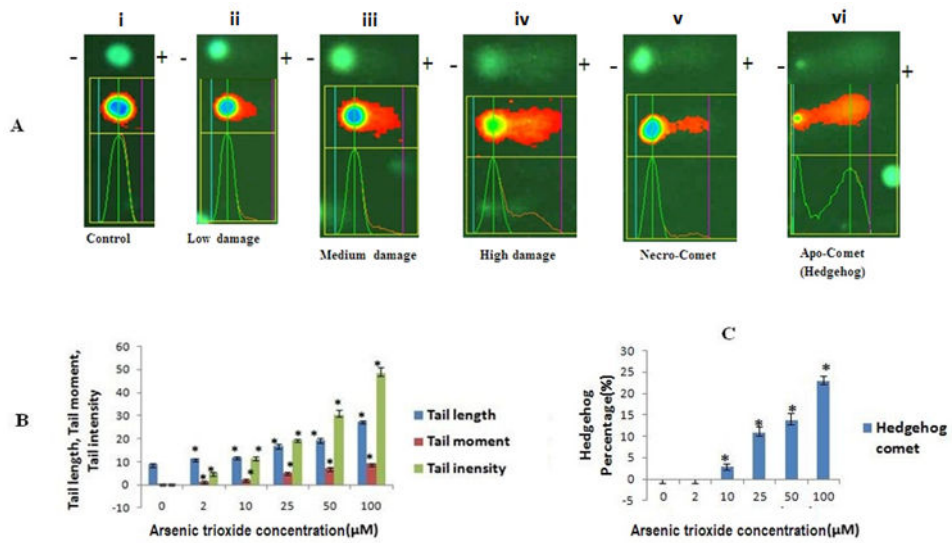 i ii iii iv v vi
- + - + - + - + - + - +
A
Control Low damage Medium damage High damage Necro-Comet Apo-Comet
(Hedgehog)
B
Tail length, Tail moment,
Tail intensity
60
50
40
30
20
10
0
-10
* * * * * * * * * * * * * * *
0 2 10 25 50 100
Arsenic trioxide concentration(µM)
Tail length
Tail moment
Tail inensity
C
Hedgehog
Percentage(%)
30
25
20
15
10
5
0
-5
* * * *
0 2 10 25 50 100
Arsenic trioxide concentration(µM)
Hedgehog
comet